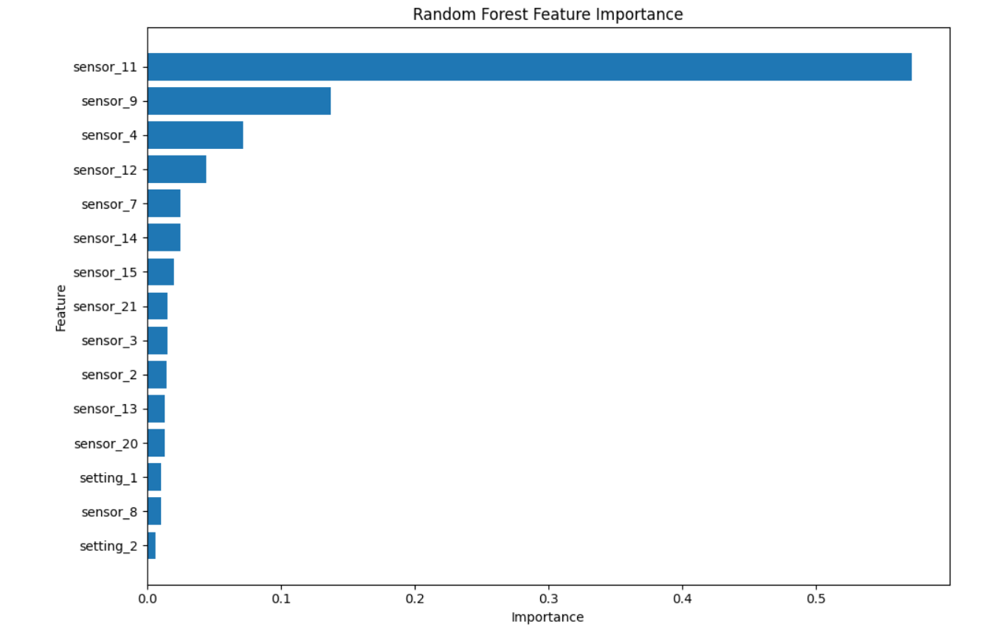 Random Forest Feature Importance
sensor_11
sensor_9
sensor_4
sensor_12
sensor_7
sensor_14
sensor_15
sensor_21
sensor_3
sensor_2
sensor_13
sensor_20
setting_1
sensor_8
setting_2
Feature
0.0 0.1 0.2 0.3 0.4 0.5
Importance